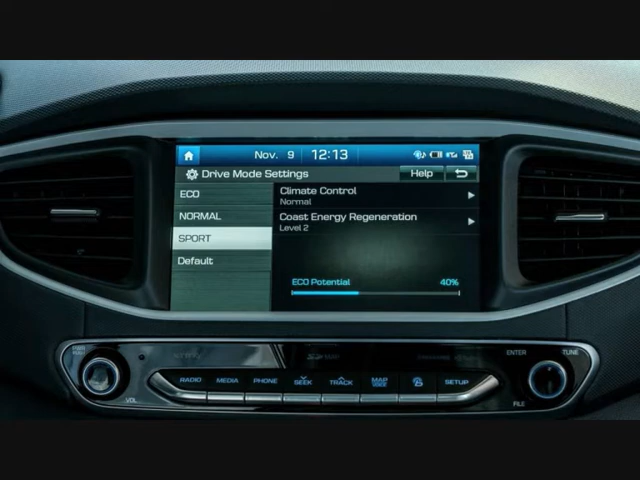 Nov. 9 12:13
Drive Mode Settings Help
ECO
NORMAL
SPORT
Default
Climate Control
Normal
Coast Energy Regeneration
Level 2
ECO Potential 40%
ENTER TUNE
RADIO MEDIA PHONE SEEK TRACK MAP VOICE SETUP
VOL FILE